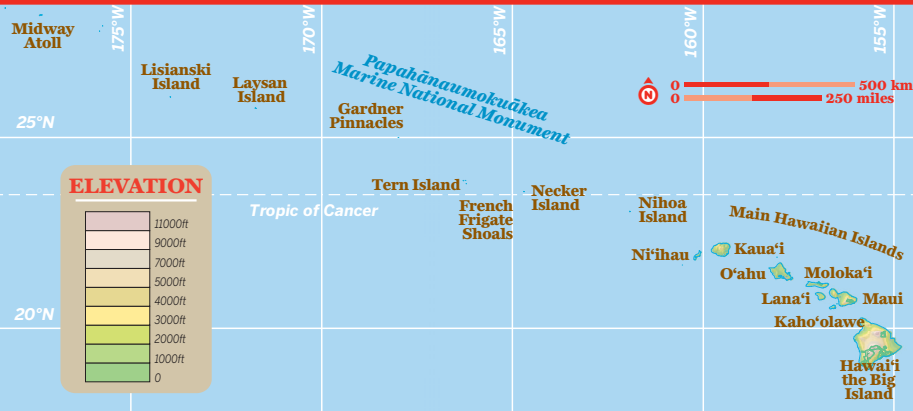 Midway
Atoll
175°W
170°W
165°W
160°W
155°W
Lisianski
Island
Laysan
Island
Gardner
Pinnacles
Papahānaumokuākea
Marine National Monument
0 500 km
N
0 250 miles
25°N
ELEVATION
11000ft
9000ft
7000ft
5000ft
4000ft
3000ft
2000ft
1000ft
0
Tern Island
Tropic of Cancer
French
Frigate
Shoals
Necker
Island
Nihoa
Island
Main Hawaiian Islands
Ni‘ihau
Kaua‘i
O‘ahu
Moloka‘i
Lana‘i
Maui
Kaho‘olawe
20°N
Hawai‘i
the Big
Island